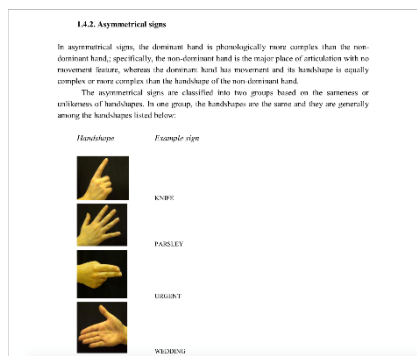 1.4.2. Asymmetrical signs
In asymmetrical signs, the dominant hand is phonologically more complex than the non-
dominant hand,; specifically, the non-dominant hand is the major place of articulation with no
movement feature, whereas the dominant hand has movement and its handshape is equally
complex or more complex than the handshape of the non-dominant hand.
The asymmetrical signs are classified into two groups based on the sameness or
unlikeness of handshapes. In one group, the handshapes are the same and they are generally
among the handshapes listed below:
Handshape Example sign
KNIFE
PARSLEY
URGENT
WEDDING